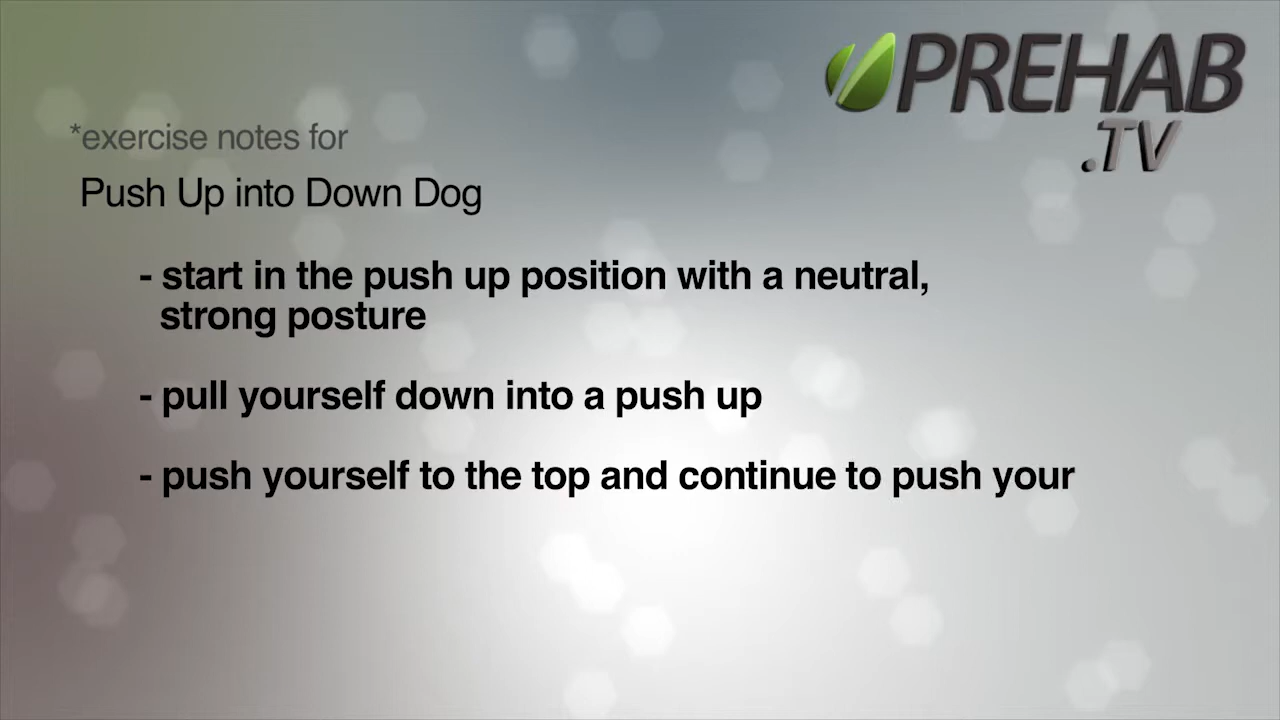 PREHAB
.TV
*exercise notes for
Push Up into Down Dog
- start in the push up position with a neutral,
strong posture
- pull yourself down into a push up
- push yourself to the top and continue to push your